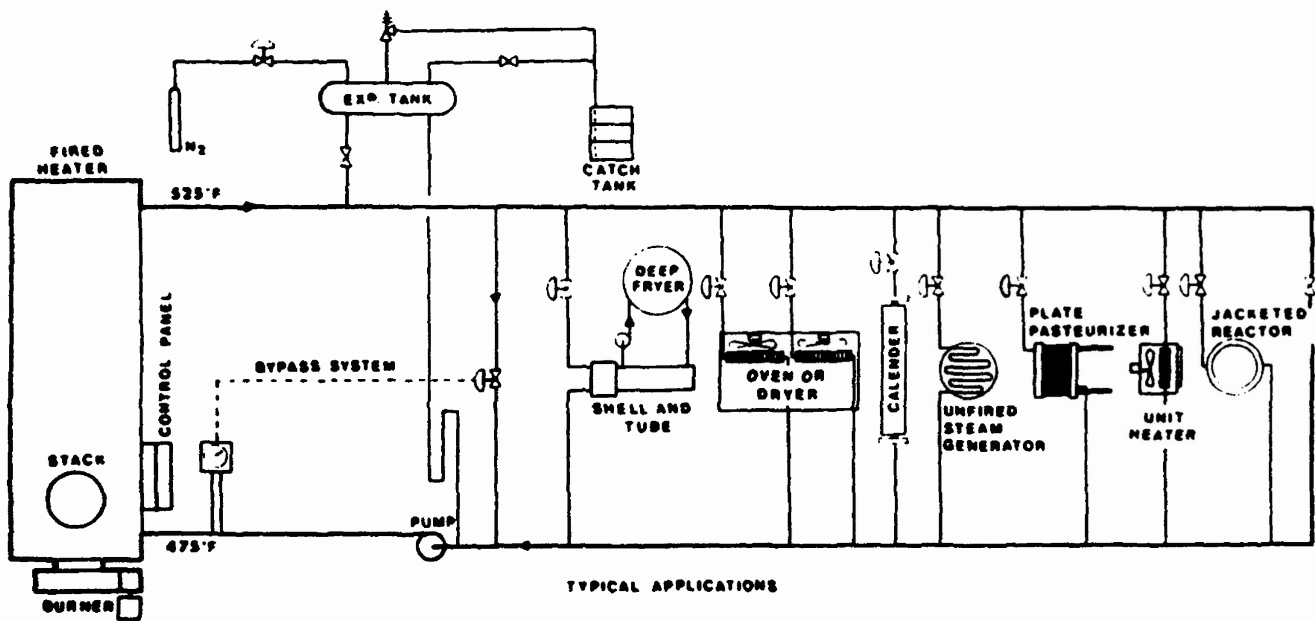 EXP. TANK
N2
CATCH
TANK
FIRED
HEATER
525°F
DEEP
FRYER
CONTROL PANEL
BYPASS SYSTEM
SHELL AND
TUBE
OVEN OR
DRYER
CALENDER
UNFIRED
STEAM
GENERATOR
PLATE
PASTEURIZER
UNIT
HEATER
JACKETED
REACTOR
STACK
475°F
PUMP
BURNER
TYPICAL APPLICATIONS